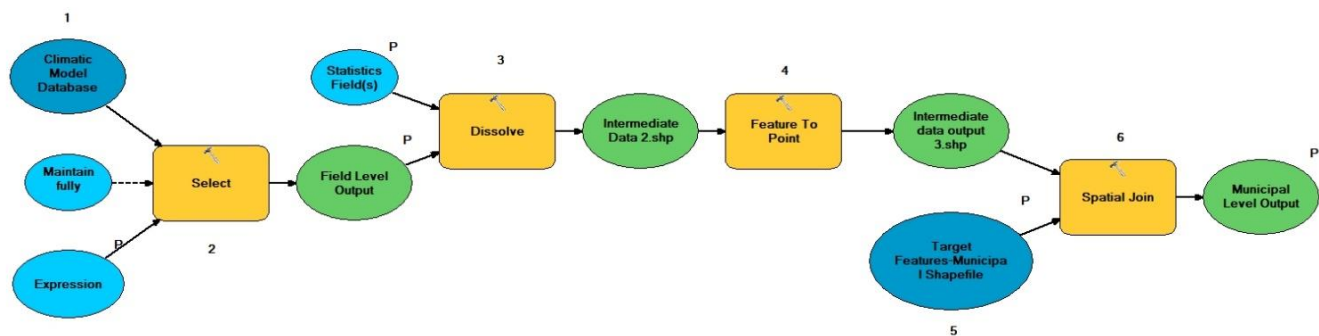 1
Climatic
Model
Database
Maintain
fully
P
Expression
Select
2
Field Level
Output
P
Statistics
Field(s)
P
3
Dissolve
Intermediate
Data 2.shp
4
Feature To
Point
Intermediate
data output
3.shp
P
Target
Features-Municipa
l Shapefile
5
6
Spatial Join
P
Municipal
Level Output